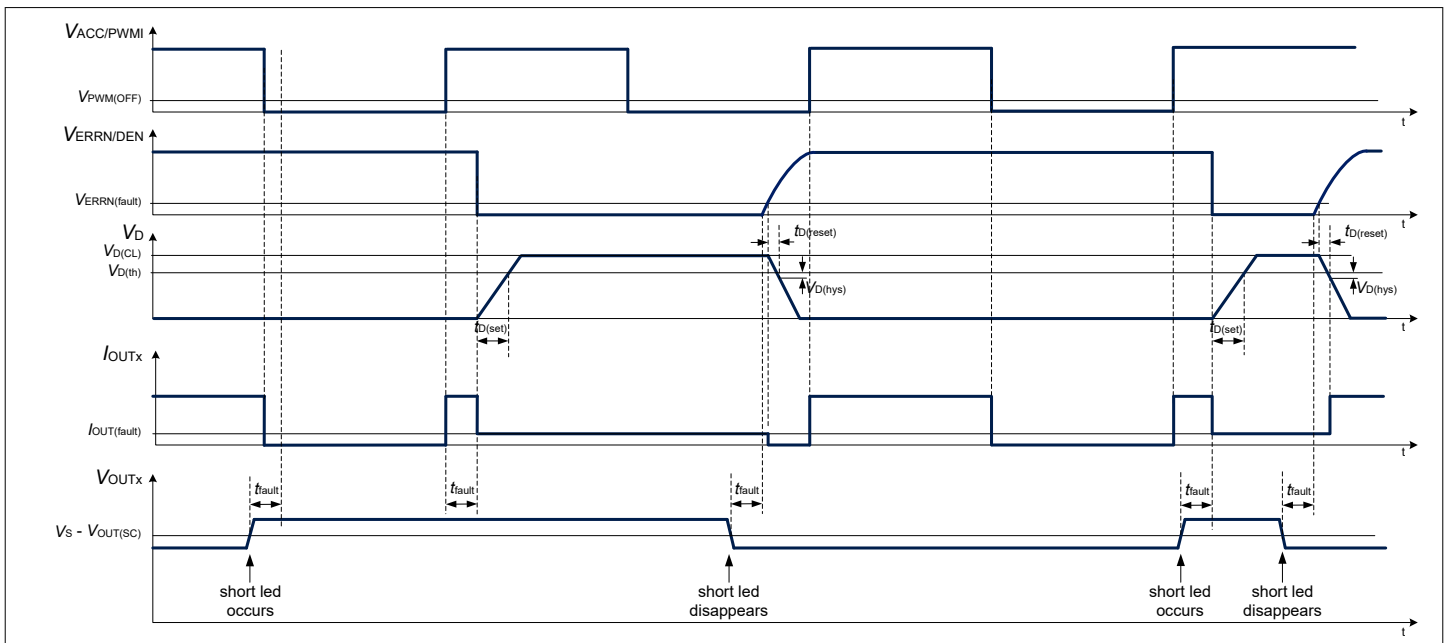 VACC/PWMI
VPWM(OFF)
t
VERRN/DEN
VERRN(fault)
t
VD
tD(reset)
tD(reset)
VD(CL)
VD(th)
VD(hys)
VD(hys)
tD(set)
tD(set)
t
IOUTx
IOUT(fault)
t
VOUTx
tfault
tfault
tfault
tfault
tfault
VS - VOUT(SC)
short led
occurs
short led
disappears
short led
occurs
short led
disappears
t